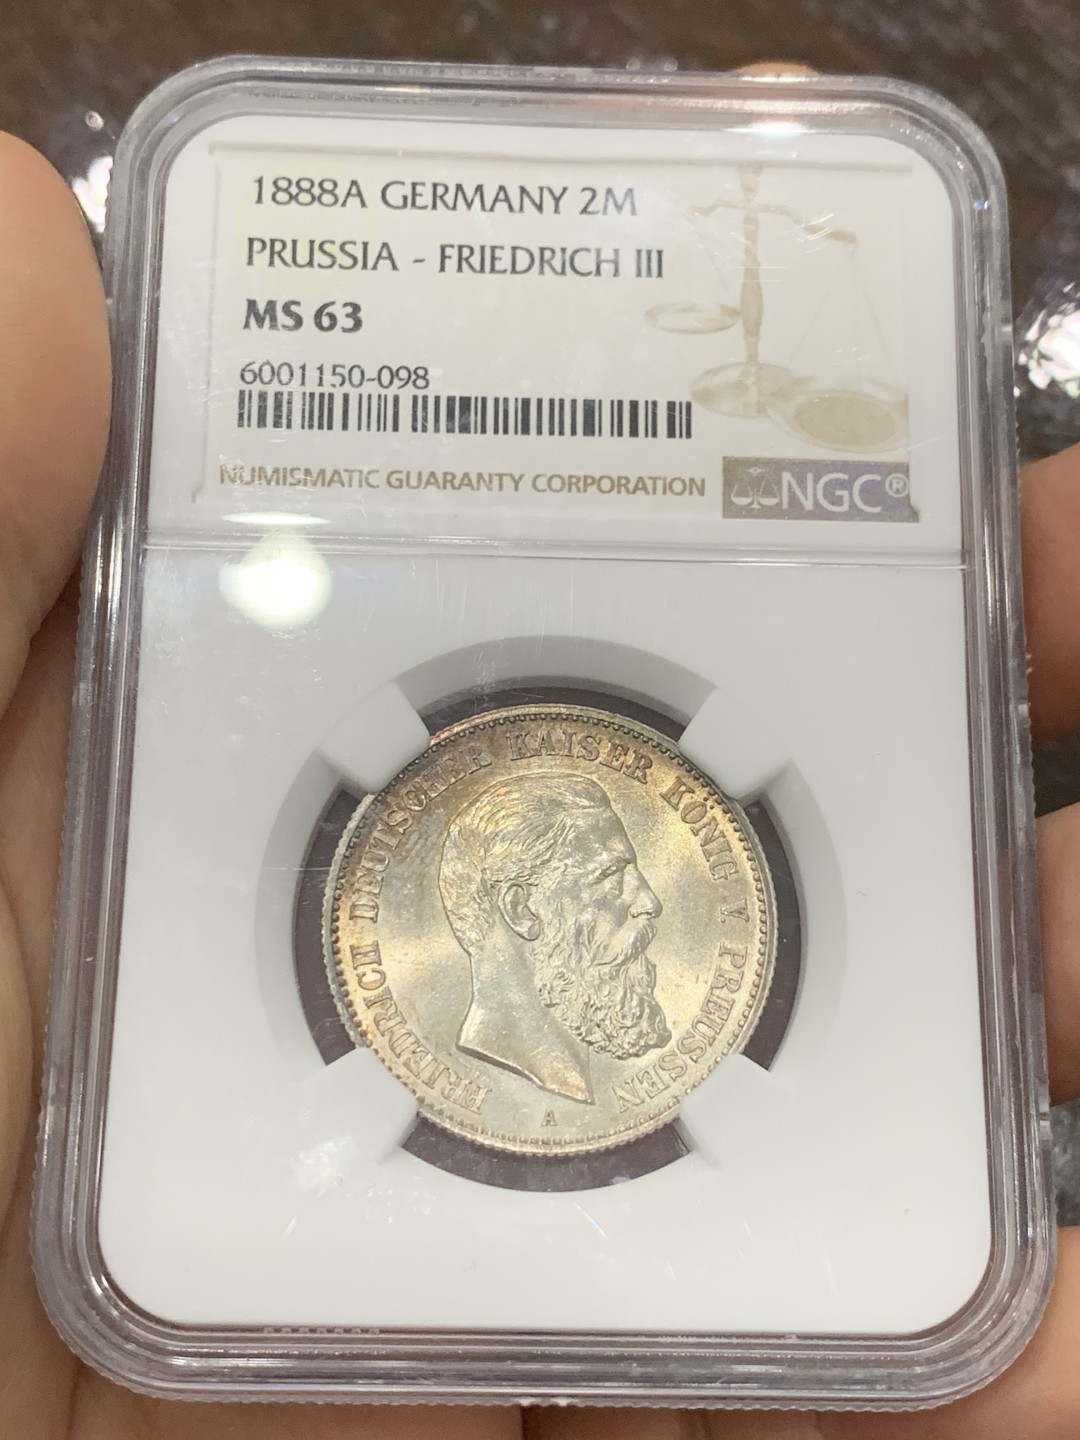 1888A GERMANY 2M
PRUSSIA - FRIEDRICH III
MS 63
6001150-098
NUMISMATIC GUARANTY CORPORATION
NGC®
FRIEDRICH DEUTSCHER KAISER KÖNIG V. PREUSSEN
A